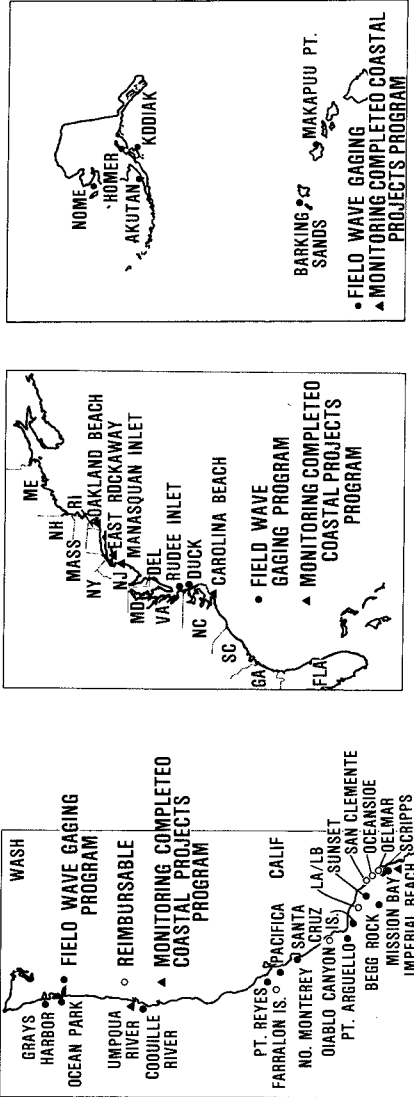 WASH
GRAYS
HARBOR
OCEAN PARK
● FIELD WAVE GAGING
PROGRAM
UMPQUA
RIVER
○ REIMBURSABLE
COQUILLE
RIVER
▲ MONITORING COMPLETED
COASTAL PROJECTS
PROGRAM
PT. REYES
FARRALON IS.
PACIFICA
CALIF
NO. MONTEREY
SANTA
CRUZ
DIABLO CANYON
IS.
PT. ARGUELLO
LA/LB
SUNSET
SAN CLEMENTE
OCEANSIDE
DELMAR
BEGG ROCK
MISSION BAY
SCRIPPS
IMPERIAL BEACH
ME
NH
MASS
RI
NY
OAKLAND BEACH
EAST ROCKAWAY
NJ
MANASQUAN INLET
MD
DEL
VA
RUDEE INLET
DUCK
NC
CAROLINA BEACH
SC
GA
FLA
● FIELD WAVE
GAGING PROGRAM
▲ MONITORING COMPLETED
COASTAL PROJECTS
PROGRAM
NOME
HOMER
AKUTAN
KODIAK
BARKING
SANDS
MAKAPUU PT.
● FIELD WAVE GAGING
▲ MONITORING COMPLETED COASTAL
PROJECTS PROGRAM